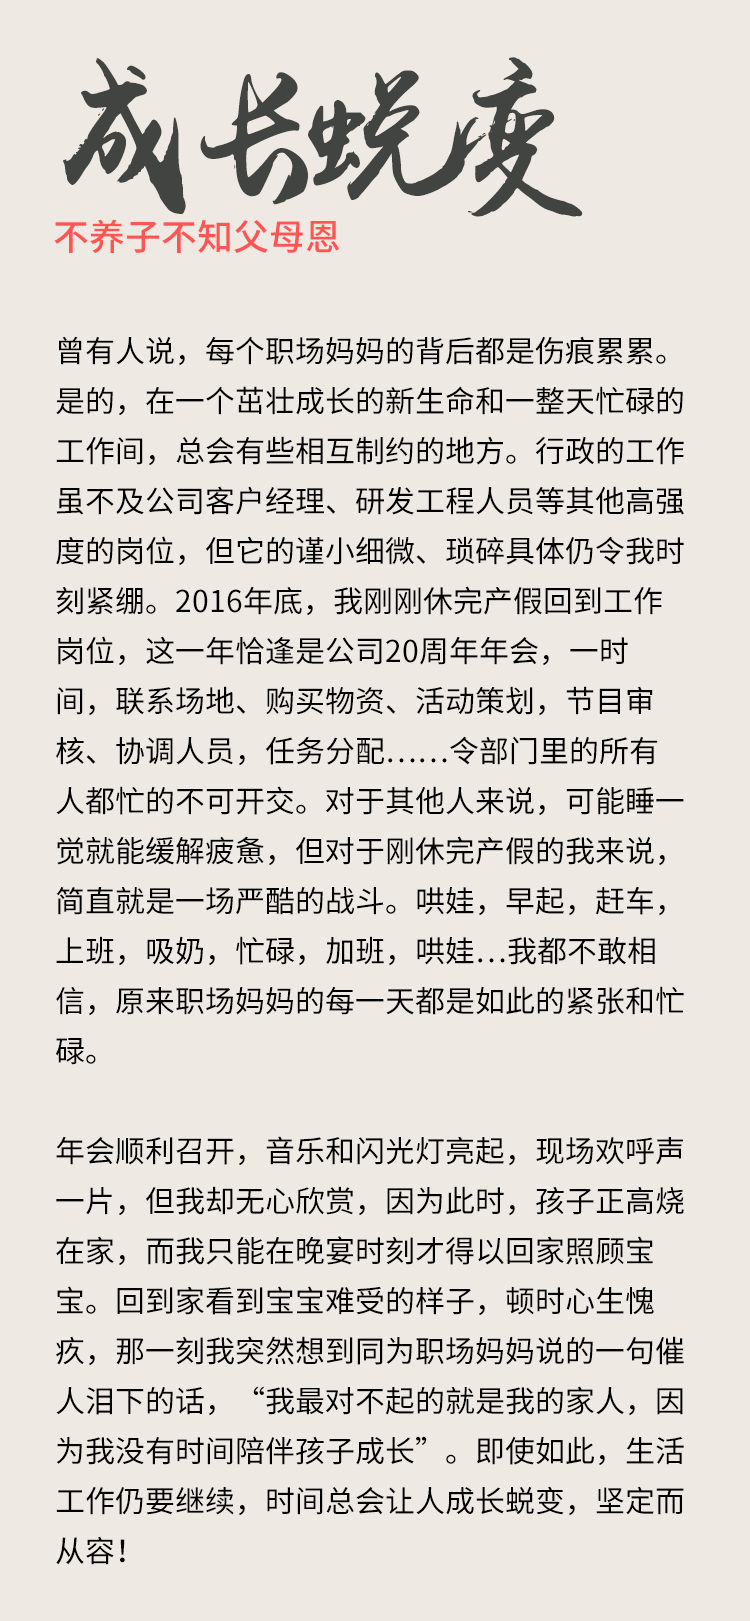 成长蜕变
不养子不知父母恩
曾有人说，每个职场妈妈的背后都是伤痕累累。
是的，在一个茁壮成长的新生命和一整天忙碌的
工作间，总会有些相互制约的地方。行政的工作
虽不及公司客户经理、研发工程人员等其他高强
度的岗位，但它的谨小细微、琐碎具体仍令我时
刻紧绷。2016年底，我刚刚休完产假回到工作
岗位，这一年恰逢是公司20周年年会，一时
间，联系场地、购买物资、活动策划，节目审
核、协调人员，任务分配……令部门里的所有
人都忙的不可开交。对于其他人来说，可能睡一
觉就能缓解疲惫，但对于刚休完产假的我来说，
简直就是一场严酷的战斗。哄娃，早起，赶车，
上班，吸奶，忙碌，加班，哄娃…我都不敢相
信，原来职场妈妈的每一天都是如此的紧张和忙
碌。
年会顺利召开，音乐和闪光灯亮起，现场欢呼声
一片，但我却无心欣赏，因为此时，孩子正高烧
在家，而我只能在晚宴时刻才得以回家照顾宝
宝。回到家看到宝宝难受的样子，顿时心生愧
疚，那一刻我突然想到同为职场妈妈说的一句催
人泪下的话，“我最对不起的就是我的家人，因
为我没有时间陪伴孩子成长”。即使如此，生活
工作仍要继续，时间总会让人成长蜕变，坚定而
从容！